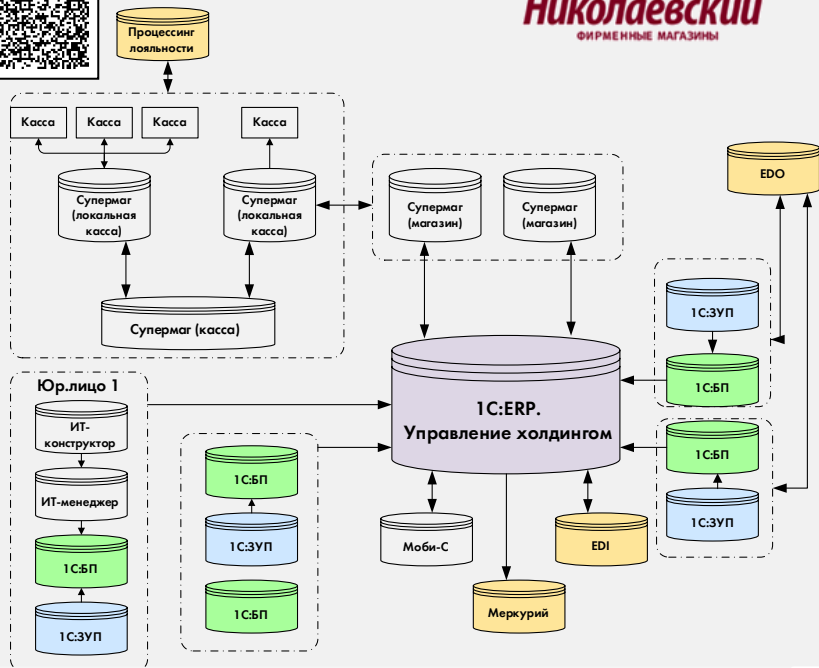 Николаевский
ФИРМЕННЫЕ МАГАЗИНЫ
Процессинг
лояльности
Касса
Касса
Касса
Касса
Супермаг
(локальная
касса)
Супермаг
(локальная
касса)
Супермаг
(магазин)
Супермаг
(магазин)
EDO
Супермаг (касса)
1С:ЗУП
1С:БП
Юр.лицо 1
ИТ-
конструктор
ИТ-менеджер
1С:БП
1С:ЗУП
1С:БП
1С:ЗУП
1С:БП
1С:ERP.
Управление холдингом
1С:БП
1С:ЗУП
Моби-С
EDI
Меркурий